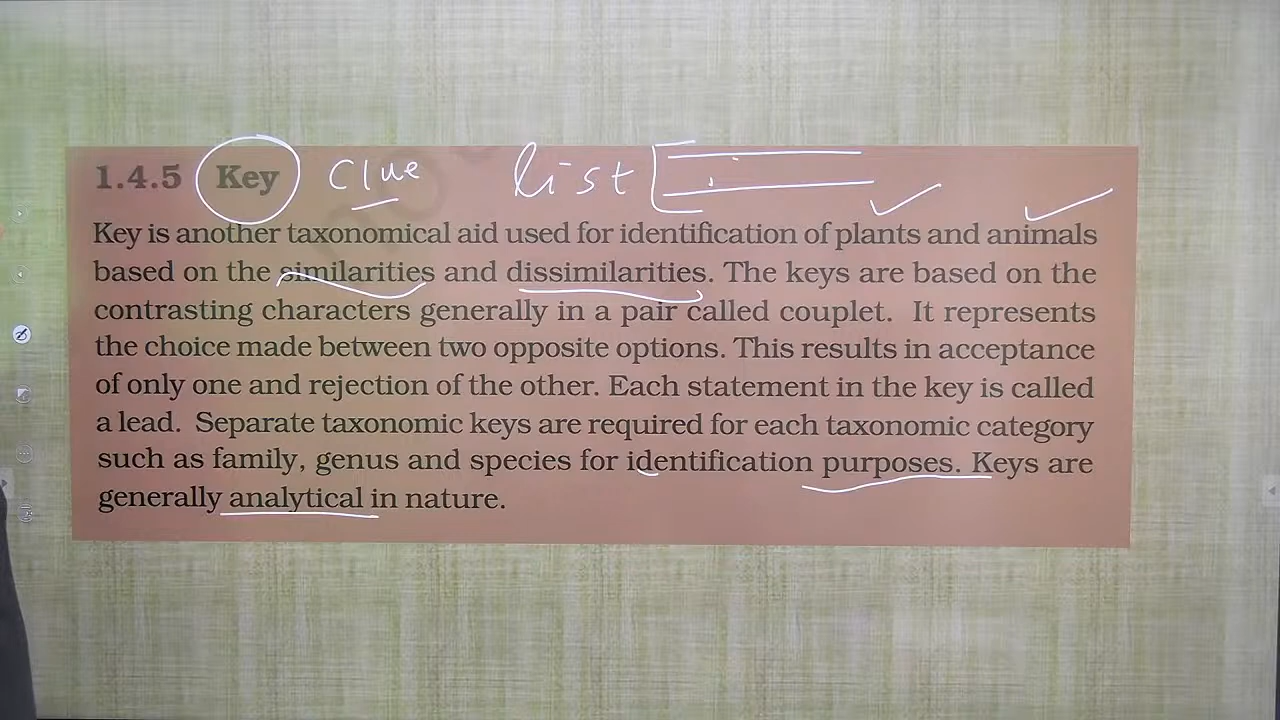 1.4.5 Key clue list
Key is another taxonomical aid used for identification of plants and animals
based on the similarities and dissimilarities. The keys are based on the
contrasting characters generally in a pair called couplet. It represents
the choice made between two opposite options. This results in acceptance
of only one and rejection of the other. Each statement in the key is called
a lead. Separate taxonomic keys are required for each taxonomic category
such as family, genus and species for identification purposes. Keys are
generally analytical in nature.